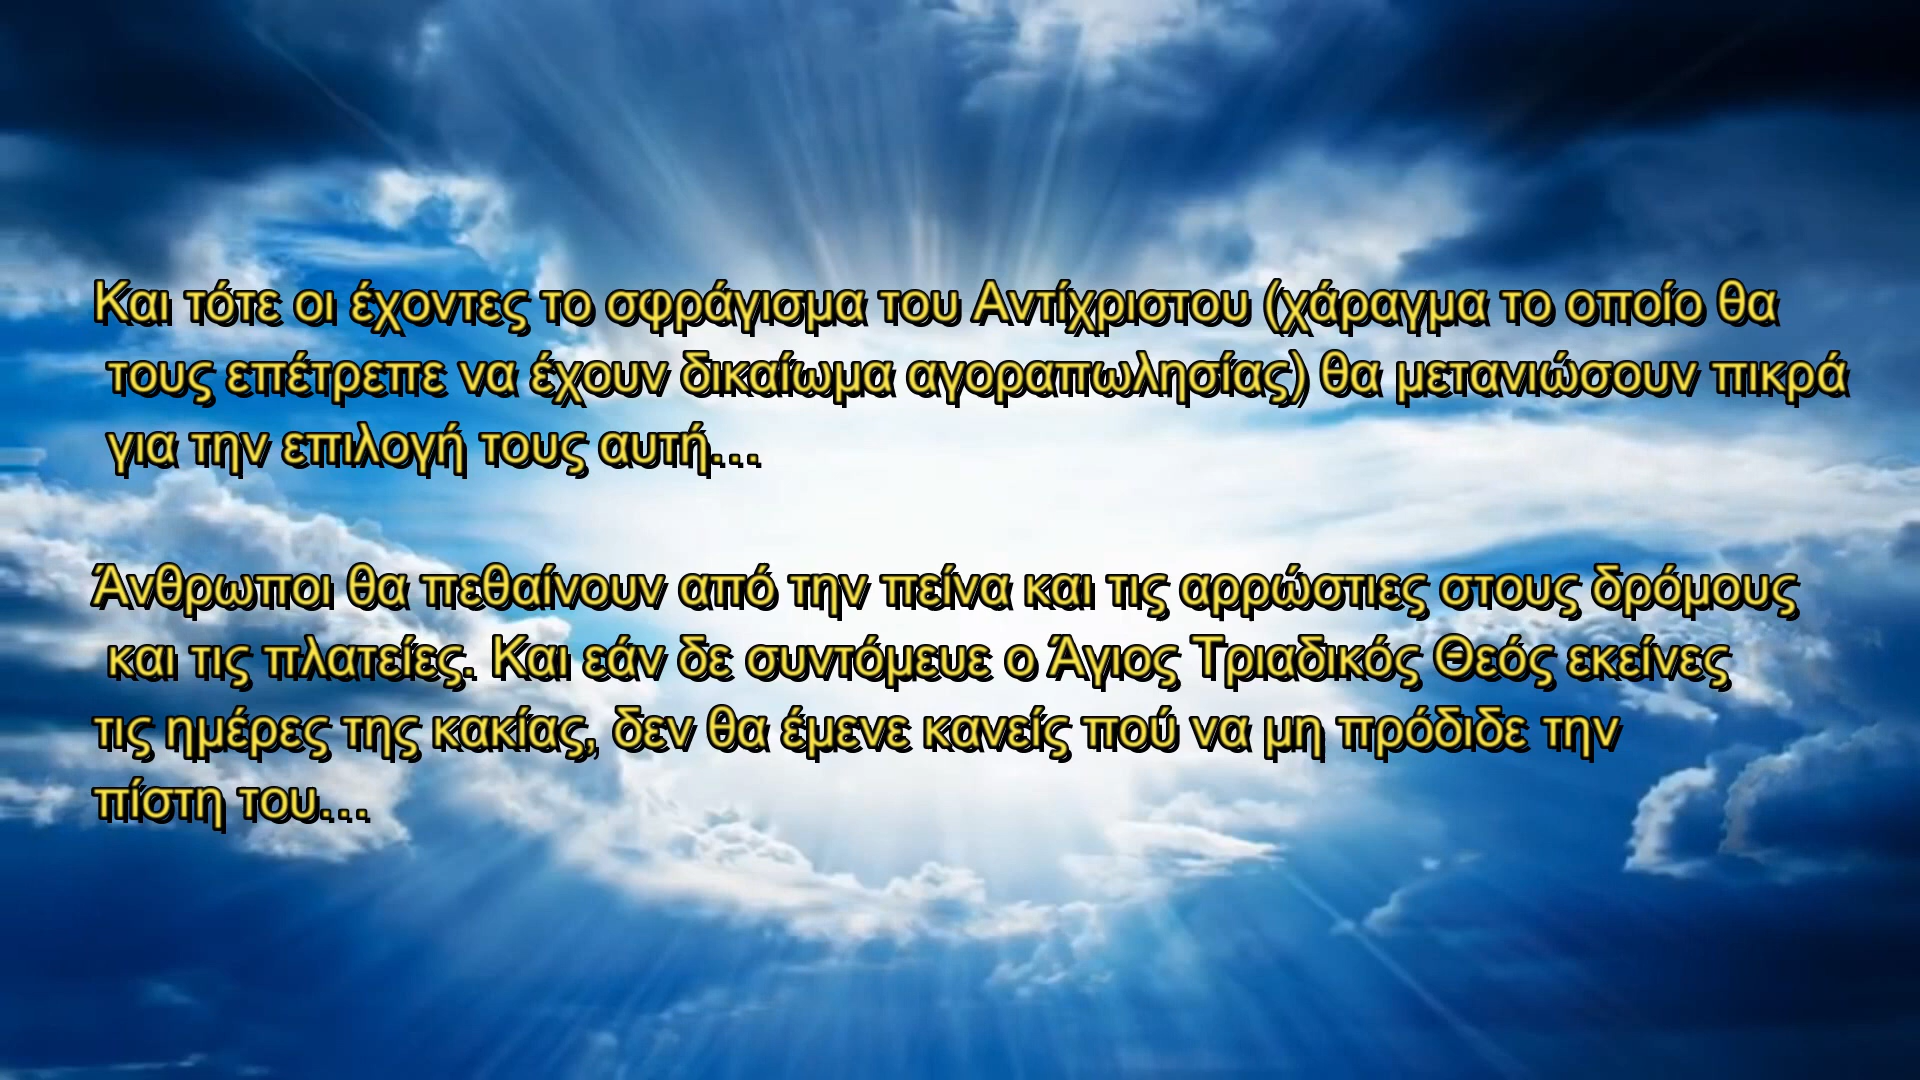 Και τότε οι έχοντες το σφράγισμα του Αντίχριστου (χάραγμα το οποίο θα
τους επέτρεπε να έχουν δικαίωμα αγοραπωλησίας) θα μετανιώσουν πικρά
για την επιλογή τους αυτή...
Άνθρωποι θα πεθαίνουν από την πείνα και τις αρρώστιες στους δρόμους
και τις πλατείες. Και εάν δε συντόμευε ο Άγιος Τριαδικός Θεός εκείνες
τις ημέρες της κακίας, δεν θα έμενε κανείς πού να μη πρόδιδε την
πίστη του...